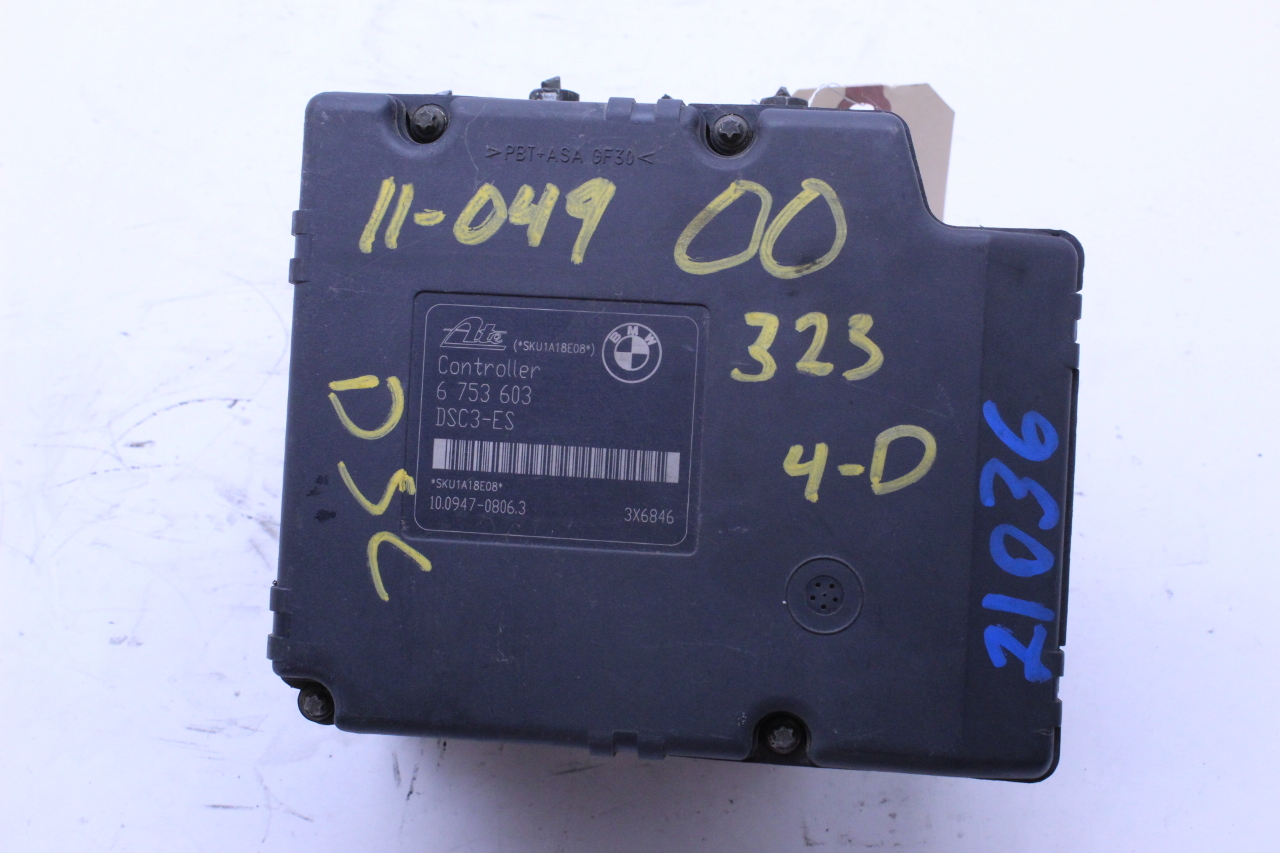 >PBT+ASA GF30<
11-049 00
323
4-D
DSC
Ate (*SKU1A18E08*)
BMW
Controller
6 753 603
DSC3-ES
*SKU1A18E08*
10.0947-0806.3 3X6846
21036